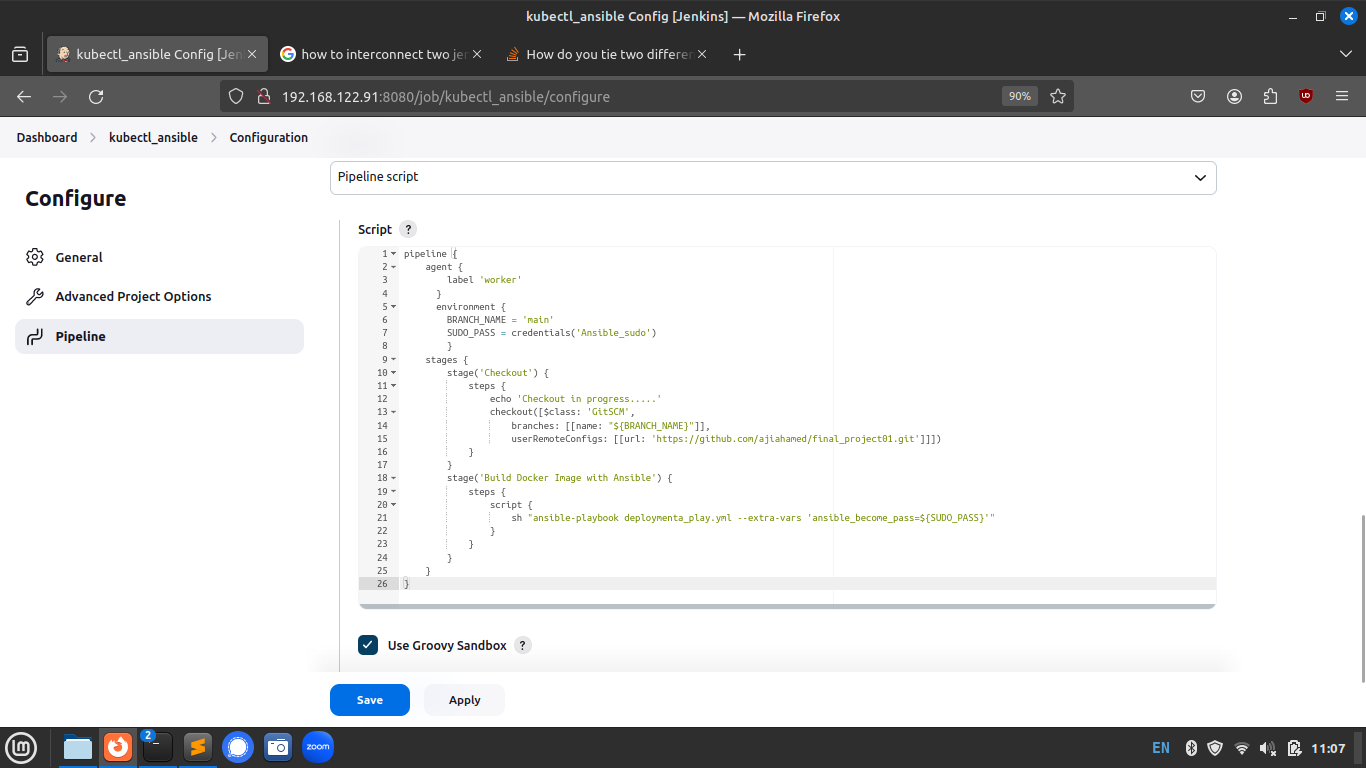 kubectl_ansible Config [Jenkins] — Mozilla Firefox
kubectl_ansible Config [Jen
how to interconnect two je
How do you tie two differen
192.168.122.91:8080/job/kubectl_ansible/configure
90%
Dashboard
kubectl_ansible
Configuration
Configure
General
Advanced Project Options
Pipeline
Pipeline script
Script ?
1 pipeline {
2     agent {
3         label 'worker'
4       }
5       environment {
6         BRANCH_NAME = 'main'
7         SUDO_PASS = credentials('Ansible_sudo')
8         }
9     stages {
10         stage('Checkout') {
11             steps {
12                 echo 'Checkout in progress.....'
13                 checkout([$class: 'GitSCM',
14                     branches: [[name: "${BRANCH_NAME}"]],
15                     userRemoteConfigs: [[url: 'https://github.com/ajiahamed/final_project01.git']]])
16             }
17         }
18         stage('Build Docker Image with Ansible') {
19             steps {
20                 script {
21                     sh "ansible-playbook deploymenta_play.yml --extra-vars 'ansible_become_pass=${SUDO_PASS}'"
22                 }
23             }
24         }
25     }
26 }
Use Groovy Sandbox ?
Save
Apply
2
zoom
EN
11:07